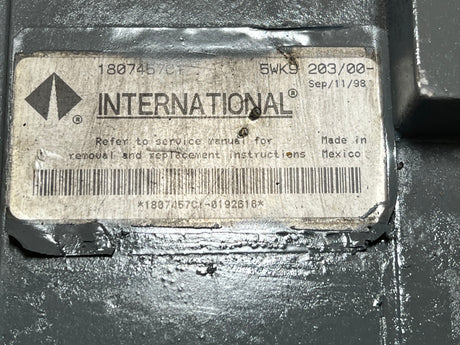 1807457C1 5WK9 203/00-
Sep/11/98
INTERNATIONAL®
®
Refer to service manual for Made in
removal and replacement instructions Mexico
*1807457C1-0192616*